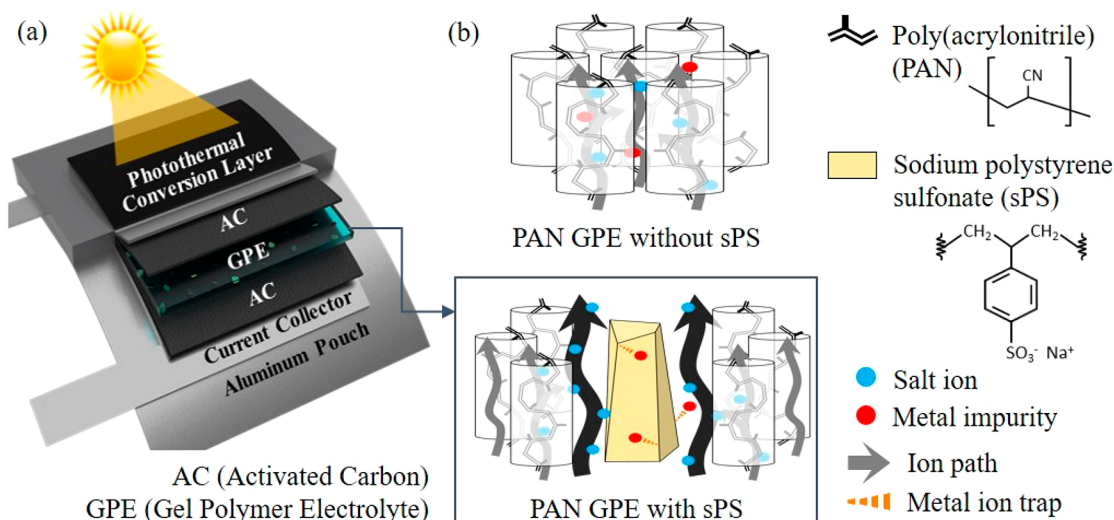 (a)
Photothermal
Conversion Layer
AC
GPE
AC
Current Collector
Aluminum Pouch
AC (Activated Carbon)
GPE (Gel Polymer Electrolyte)
(b)
PAN GPE without sPS
PAN GPE with sPS
Poly(acrylonitrile)
(PAN)
CN
Sodium polystyrene
sulfonate (sPS)
CH₂ CH₂
SO₃⁻ Na⁺
Salt ion
Metal impurity
Ion path
Metal ion trap